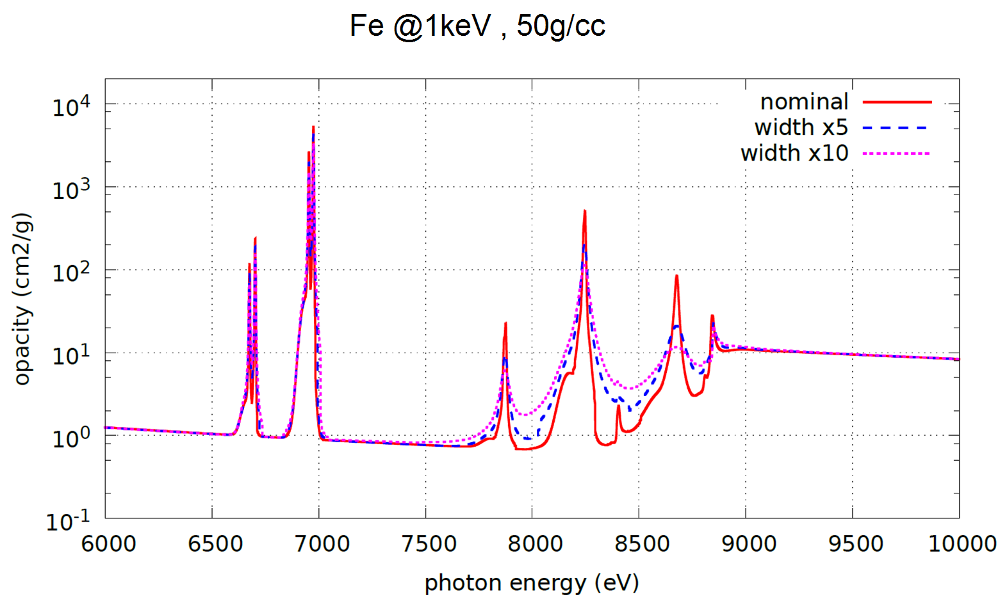 Fe @1keV , 50g/cc
nominal
width x5
width x10
10^4
10^3
10^2
10^1
10^0
10^-1
opacity (cm2/g)
6000 6500 7000 7500 8000 8500 9000 9500 10000
photon energy (eV)